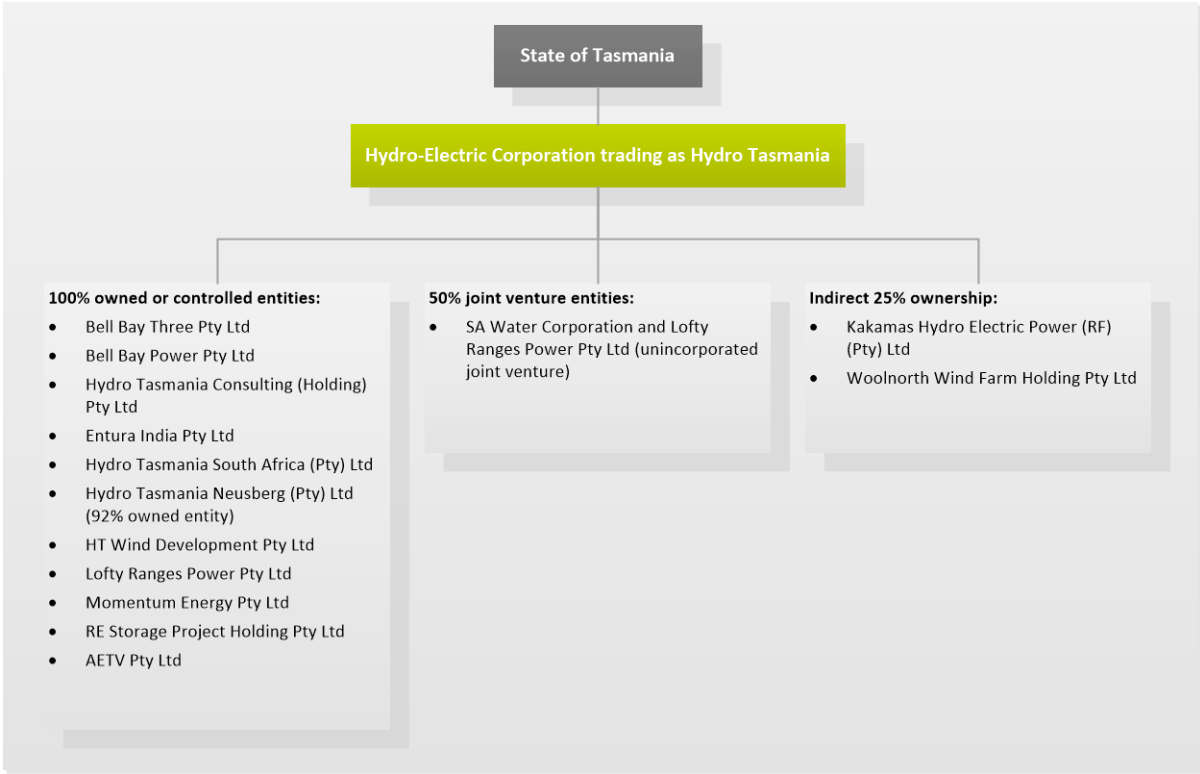 State of Tasmania
Hydro-Electric Corporation trading as Hydro Tasmania
100% owned or controlled entities:
• Bell Bay Three Pty Ltd
• Bell Bay Power Pty Ltd
• Hydro Tasmania Consulting (Holding)
Pty Ltd
• Entura India Pty Ltd
• Hydro Tasmania South Africa (Pty) Ltd
• Hydro Tasmania Neusberg (Pty) Ltd
(92% owned entity)
• HT Wind Development Pty Ltd
• Lofty Ranges Power Pty Ltd
• Momentum Energy Pty Ltd
• RE Storage Project Holding Pty Ltd
• AETV Pty Ltd
50% joint venture entities:
• SA Water Corporation and Lofty
Ranges Power Pty Ltd (unincorporated
joint venture)
Indirect 25% ownership:
• Kakamas Hydro Electric Power (RF)
(Pty) Ltd
• Woolnorth Wind Farm Holding Pty Ltd